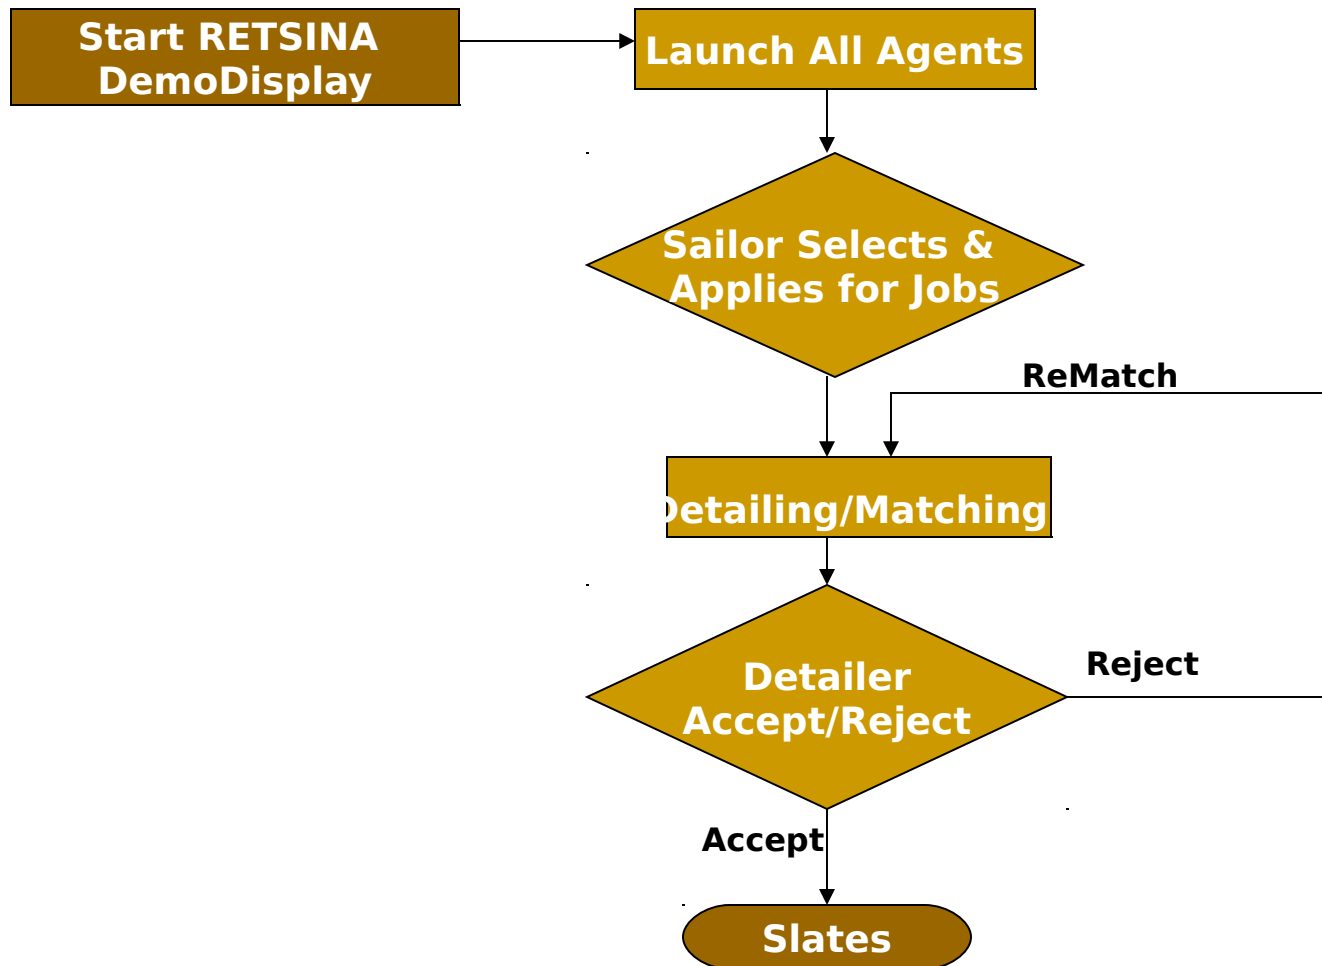 Start RETSINA
DemoDisplay
Launch All Agents
Sailor Selects &
Applies for Jobs
ReMatch
Detailing/Matching
Detailer
Accept/Reject
Reject
Accept
Slates